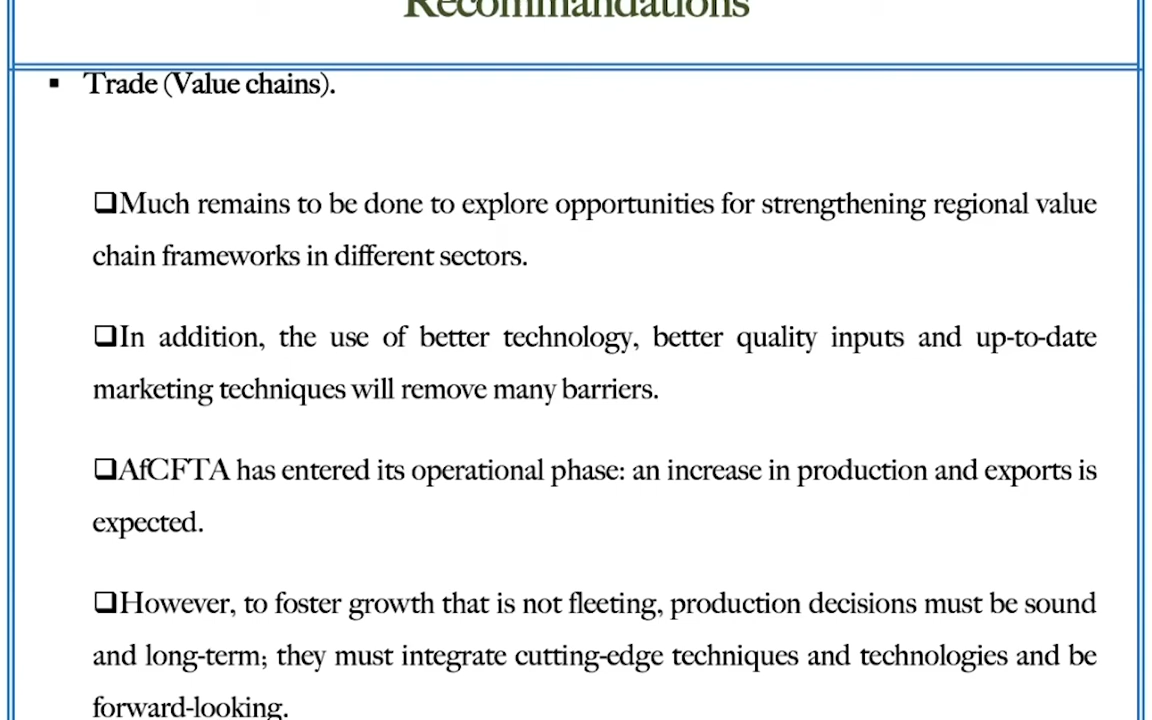 Recommandations
▪ Trade (Value chains).
❑Much remains to be done to explore opportunities for strengthening regional value
chain frameworks in different sectors.
❑In addition, the use of better technology, better quality inputs and up-to-date
marketing techniques will remove many barriers.
❑AfCFTA has entered its operational phase: an increase in production and exports is
expected.
❑However, to foster growth that is not fleeting, production decisions must be sound
and long-term; they must integrate cutting-edge techniques and technologies and be
forward-looking.